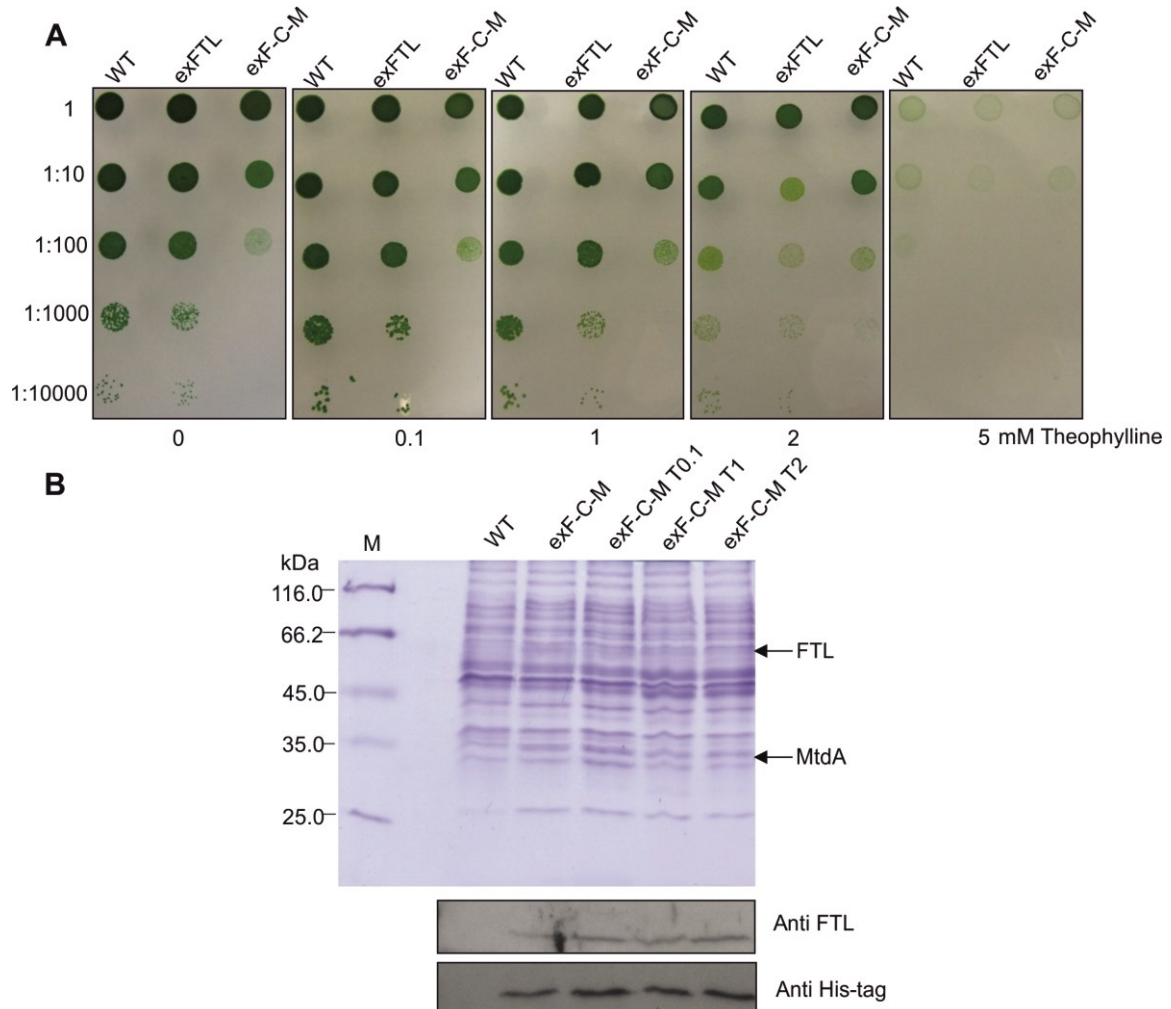 A
WT exFTL exF-C-M WT exFTL exF-C-M WT exFTL exF-C-M WT exFTL exF-C-M WT exFTL exF-C-M
1
1:10
1:100
1:1000
1:10000
0 0.1 1 2 5 mM Theophylline
B
M WT exF-C-M exF-C-M T0.1 exF-C-M T1 exF-C-M T2
kDa
116.0
66.2
FTL
45.0
35.0
MtdA
25.0
Anti FTL
Anti His-tag